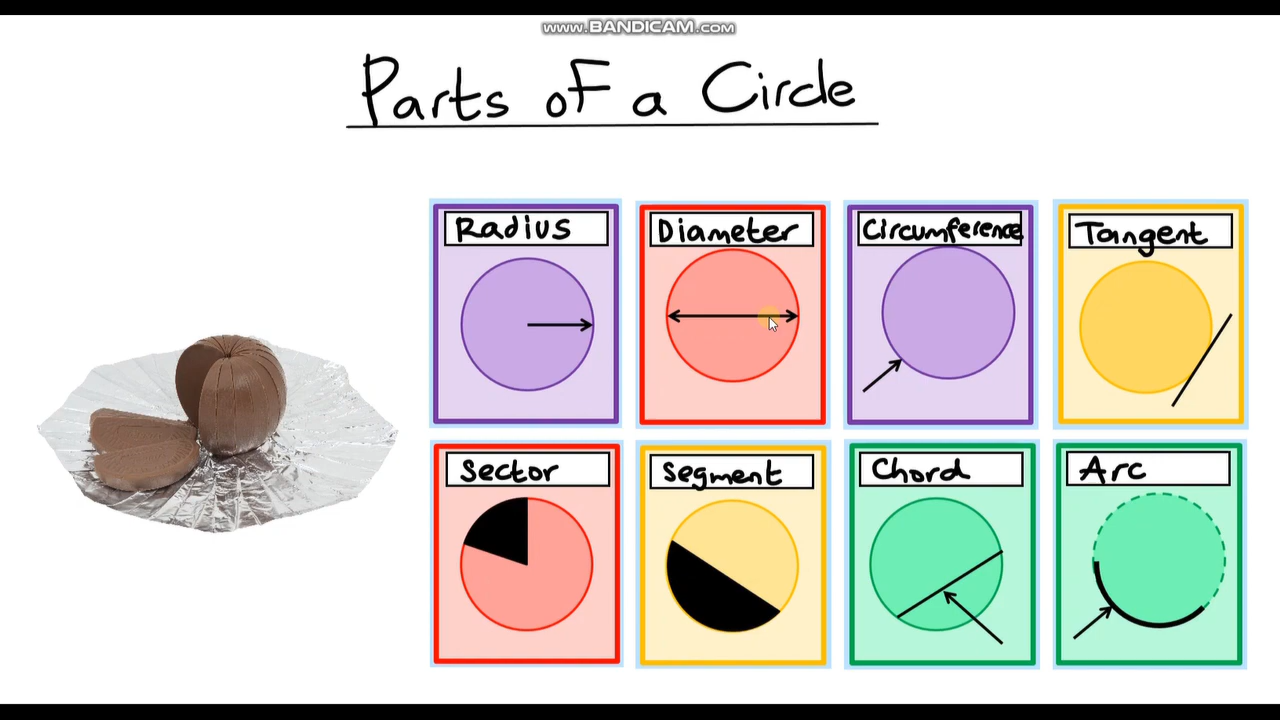 www.BANDICAM.com
Parts of a Circle
Radius
Diameter
Circumference
Tangent
Sector
Segment
Chord
Arc